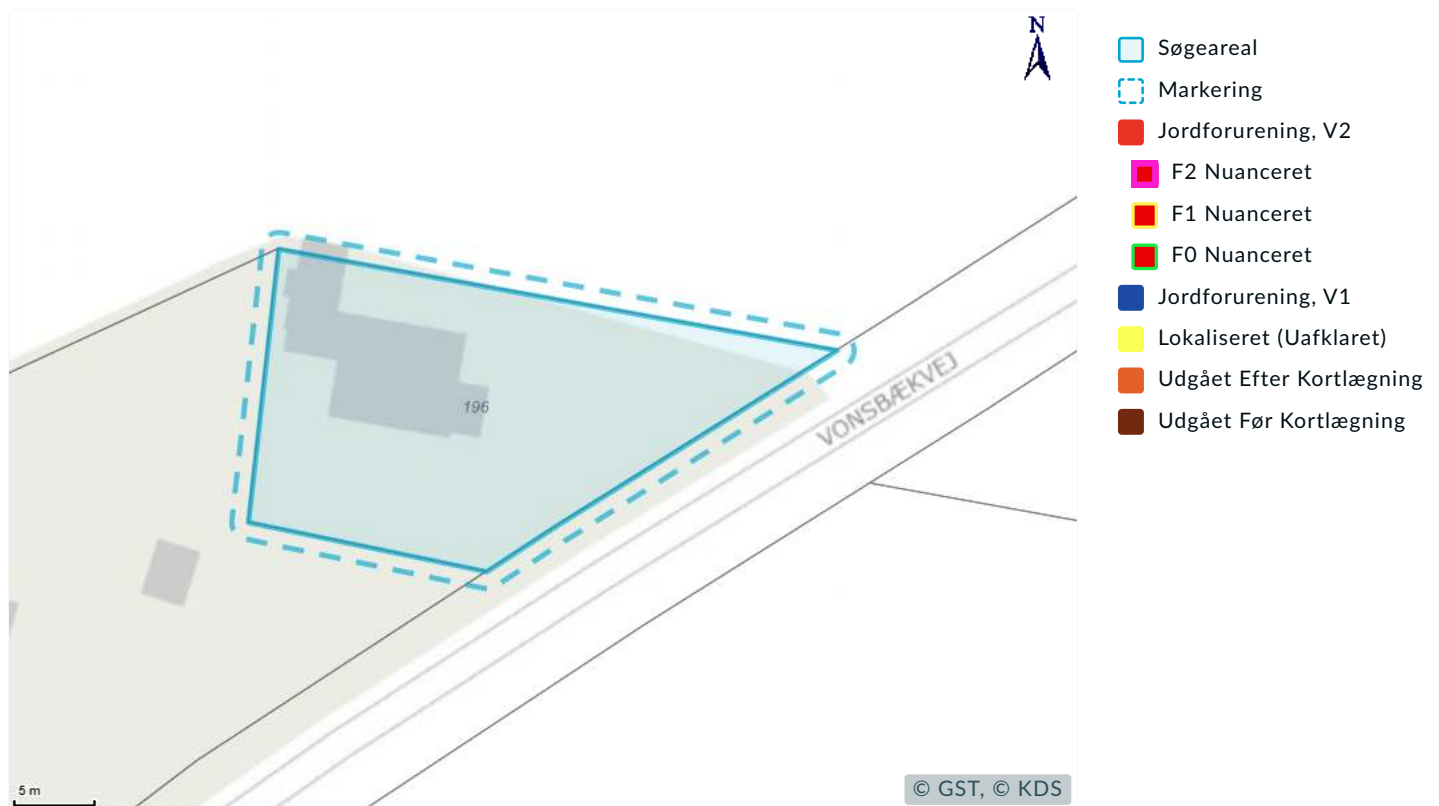 N
Søgeareal
Markering
Jordforurening, V2
F2 Nuanceret
F1 Nuanceret
F0 Nuanceret
Jordforurening, V1
Lokaliseret (Uafklaret)
Udgået Efter Kortlægning
Udgået Før Kortlægning
VONSBÆKVEJ
196
5 m
© GST, © KDS